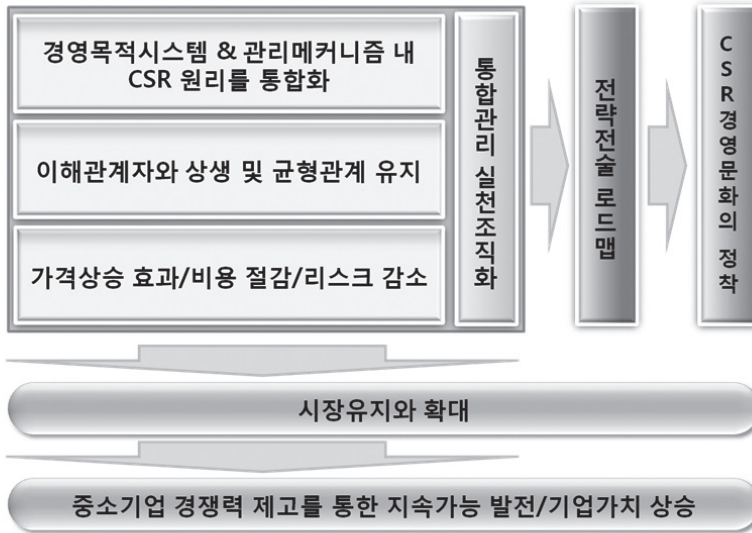 경영목적시스템 & 관리메커니즘 내
CSR 원리를 통합화
이해관계자와 상생 및 균형관계 유지
가격상승 효과/비용 절감/리스크 감소
통합관리 실천조직화
전략전술 로드맵
CSR경영문화의 정착
시장유지와 확대
중소기업 경쟁력 제고를 통한 지속가능 발전/기업가치 상승